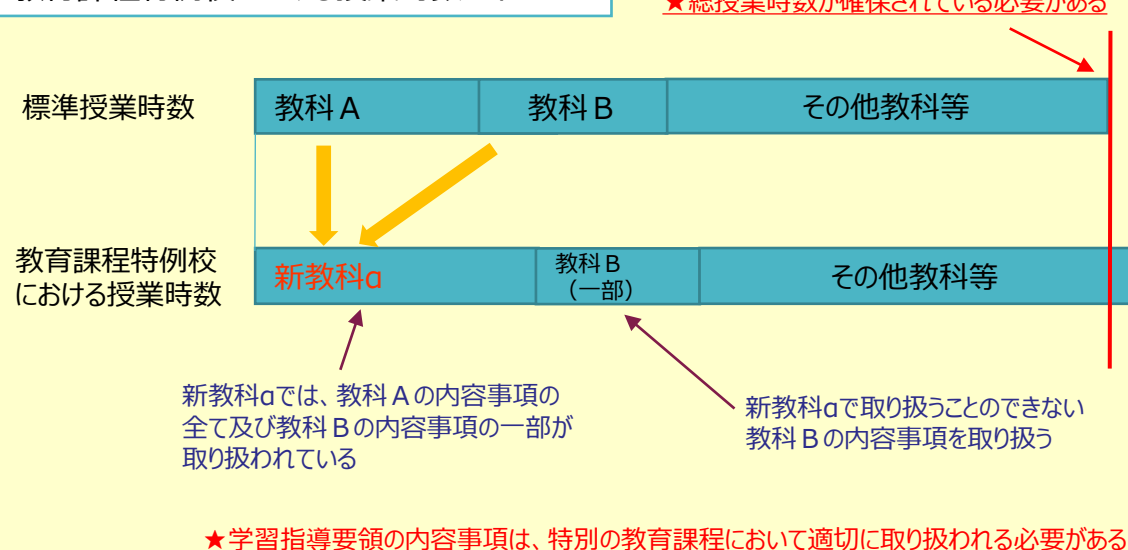 ★総授業時数が確保されている必要がある
標準授業時数
教科A
教科B
その他教科等
教育課程特例校
における授業時数
新教科α
教科B
（一部）
その他教科等
新教科αでは、教科Aの内容事項の
全て及び教科Bの内容事項の一部が
取り扱われている
新教科αで取り扱うことのできない
教科Bの内容事項を取り扱う
★学習指導要領の内容事項は、特別の教育課程において適切に取り扱われる必要がある